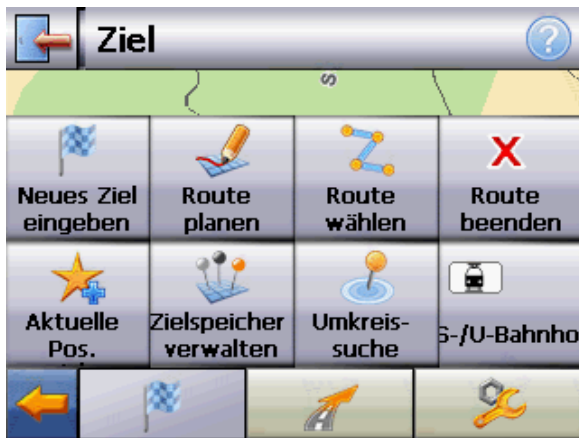 Ziel
S
Neues Ziel
eingeben
Route
planen
Route
wählen
X
Route
beenden
Aktuelle
Pos.
Zielspeicher
verwalten
Umkreis-
suche
S-/U-Bahnho